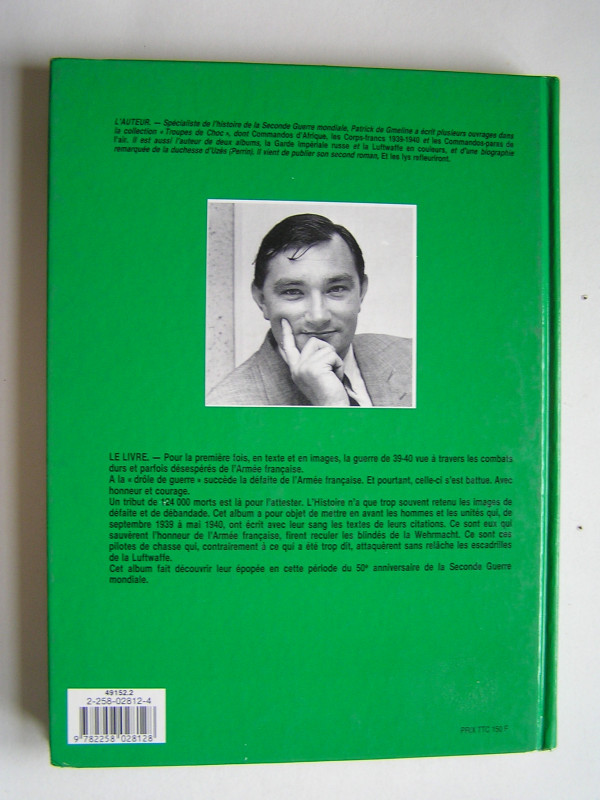 L'AUTEUR. — Spécialiste de l'histoire de la Seconde Guerre mondiale, Patrick de Gmeline a écrit plusieurs ouvrages dans
la collection « Troupes de Choc », dont Commandos d'Afrique, les Corps-francs 1939-1940 et les Commandos-paras de
l'air. Il est aussi l'auteur de deux albums, la Garde Impériale russe et la Luftwaffe en couleurs, et d'une biographie
remarquée de la duchesse d'Uzès (Perrin). Il vient de publier son second roman, Et les lys refleuriront.
LE LIVRE. — Pour la première fois, en texte et en images, la guerre de 39-40 vue à travers les combats
durs et parfois désespérés de l'Armée française.
A la « drôle de guerre » succède la défaite de l'Armée française. Et pourtant, celle-ci s'est battue. Avec
honneur et courage.
Un tribut de 124 000 morts est là pour l'attester. L'Histoire n'a que trop souvent retenu les images de
défaite et de débandade. Cet album a pour objet de mettre en avant les hommes et les unités qui, de
septembre 1939 à mai 1940, ont écrit avec leur sang les textes de leurs citations. Ce sont eux qui
sauvèrent l'honneur de l'Armée française, firent reculer les blindés de la Wehrmacht. Ce sont ces
pilotes de chasse qui, contrairement à ce qui a été trop dit, attaquèrent sans relâche les escadrilles
de la Luftwaffe.
Cet album fait découvrir leur épopée en cette période du 50e anniversaire de la Seconde Guerre
mondiale.
49152.2
2-258-02812-4
9 782258 028128
PRIX TTC 150 F.